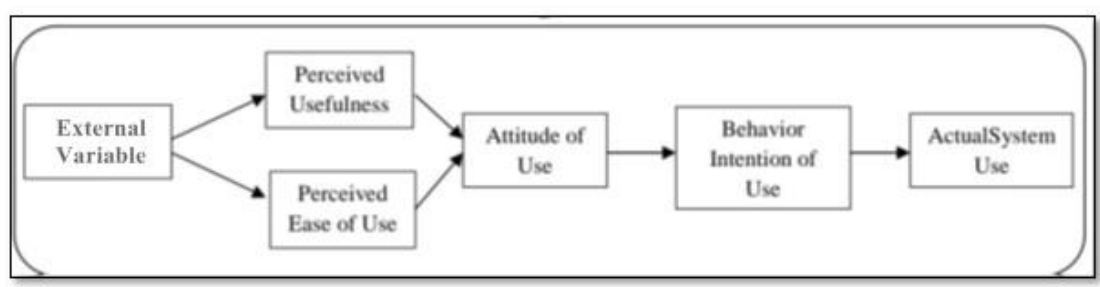 External
Variable
Perceived
Usefulness
Perceived
Ease of Use
Attitude of
Use
Behavior
Intention of
Use
ActualSystem
Use